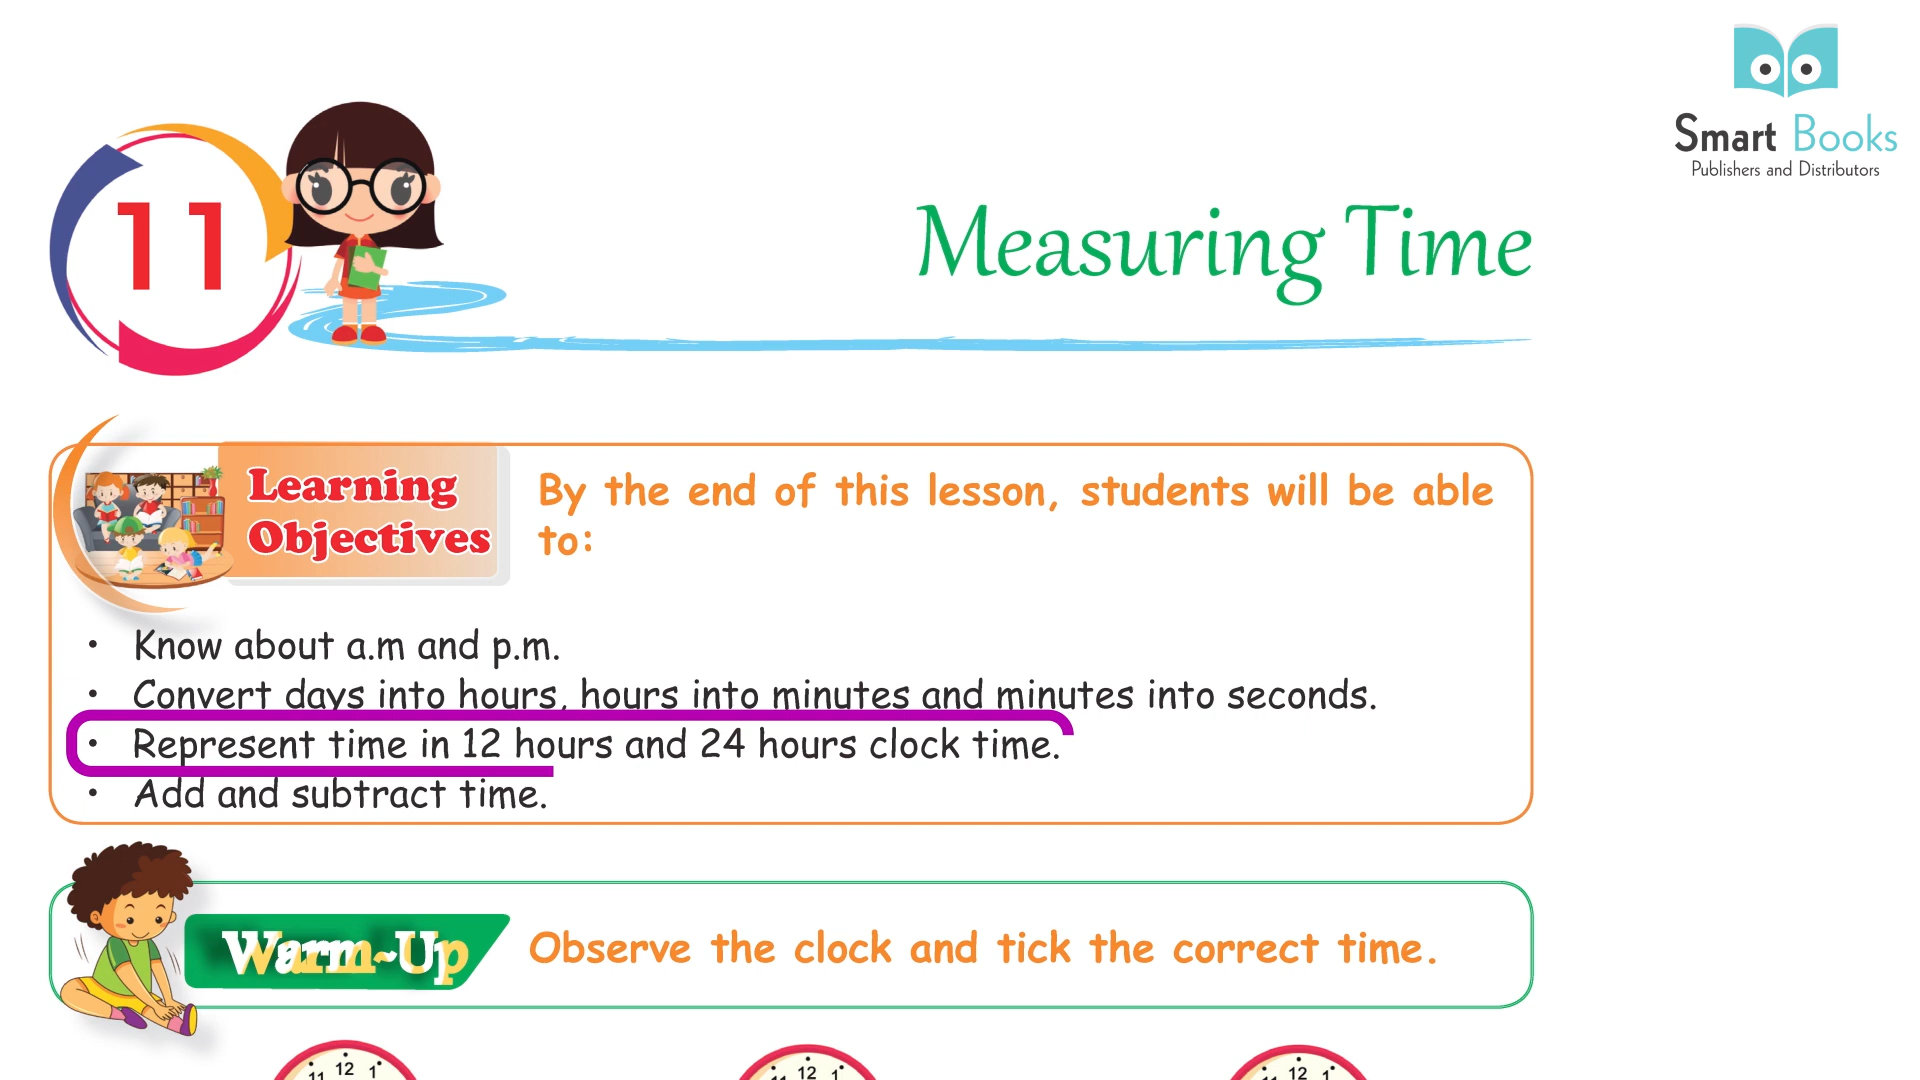 Smart Books
Publishers and Distributors
11
Measuring Time
Learning
Objectives
By the end of this lesson, students will be able
to:
• Know about a.m and p.m.
• Convert days into hours, hours into minutes and minutes into seconds.
• Represent time in 12 hours and 24 hours clock time.
• Add and subtract time.
Warm-Up
Observe the clock and tick the correct time.
11 12 1
11 12 1
11 12 1